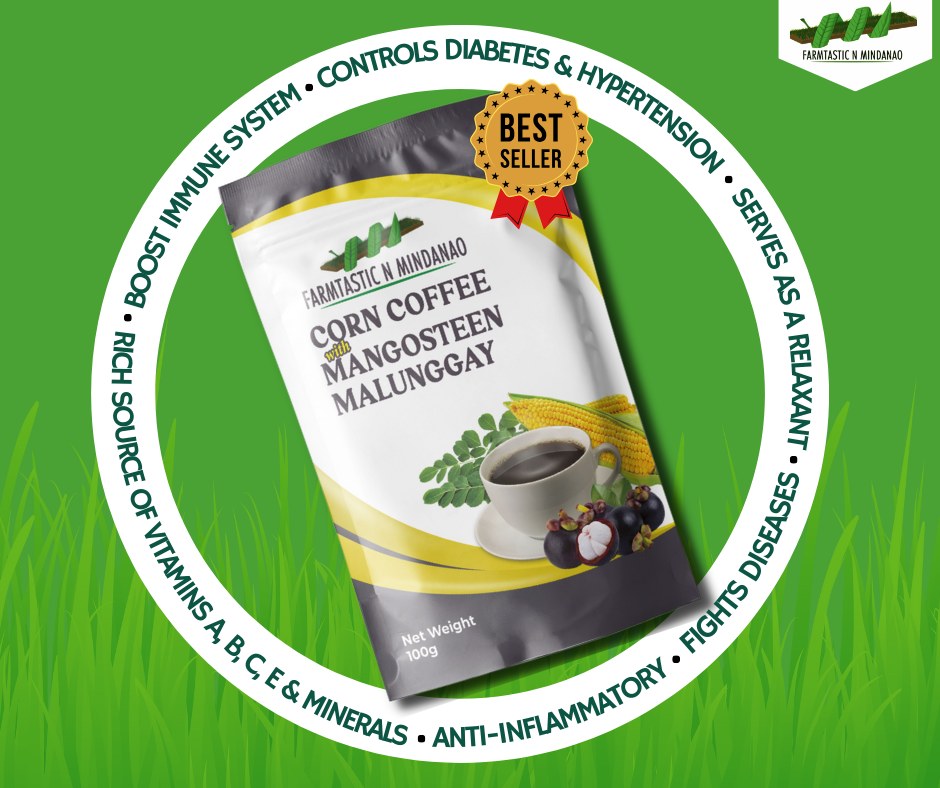 FARMTASTIC N MINDANAO
BOOST IMMUNE SYSTEM • CONTROLS DIABETES & HYPERTENSION • SERVES AS A RELAXANT • FIGHTS DISEASES • ANTI-INFLAMMATORY • RICH SOURCE OF VITAMINS A, B, C, E & MINERALS •
BEST
SELLER
FARMTASTIC N MINDANAO
CORN COFFEE
with
MANGOSTEEN
MALUNGGAY
Net Weight
100g